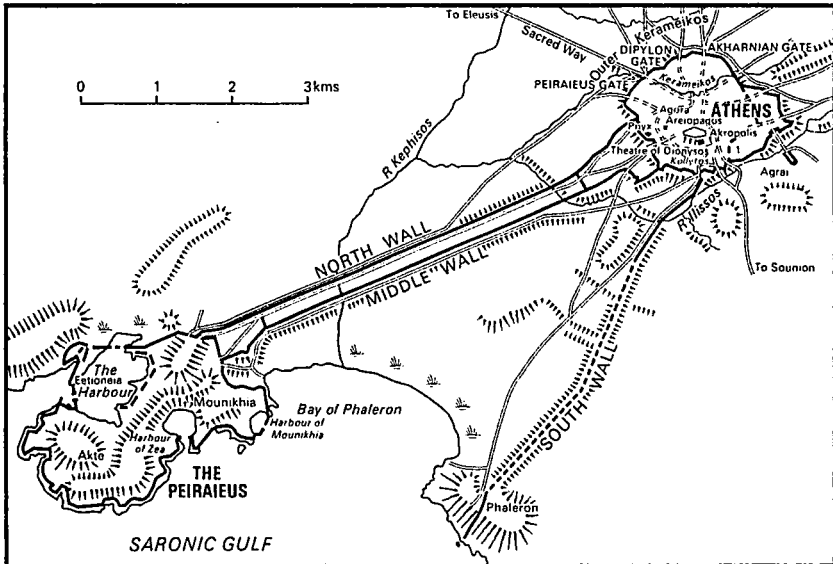 To Eleusis
Sacred Way
Outer Kerameikos
DIPYLON
GATE
AKHARNIAN GATE
PEIRAIEUS GATE
Kerameikos
0 1 2 3kms
ATHENS
Agora
Areiopagos
Akropolis
Pnyx
Theatre of Dionysos
Kollytos
Agrai
R Kephisos
R Ilissos
To Sounion
NORTH WALL
MIDDLE WALL
SOUTH WALL
The
Eetioneia
Harbour
Mounikhia
Bay of Phaleron
Harbour of
Mounikhia
Harbour
of Zea
Akte
THE
PEIRAIEUS
Phaleron
SARONIC GULF